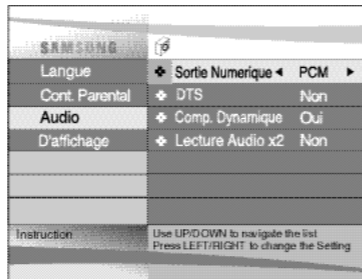 SAMSUNG
Langue
Sortie Numerique PCM
Cont. Parental
DTS Non
Audio
Comp. Dynamique Oui
D'affichage
Lecture Audio x2 Non
Instruction
Use UP/DOWN to navigate the list
Press LEFT/RIGHT to change the Setting